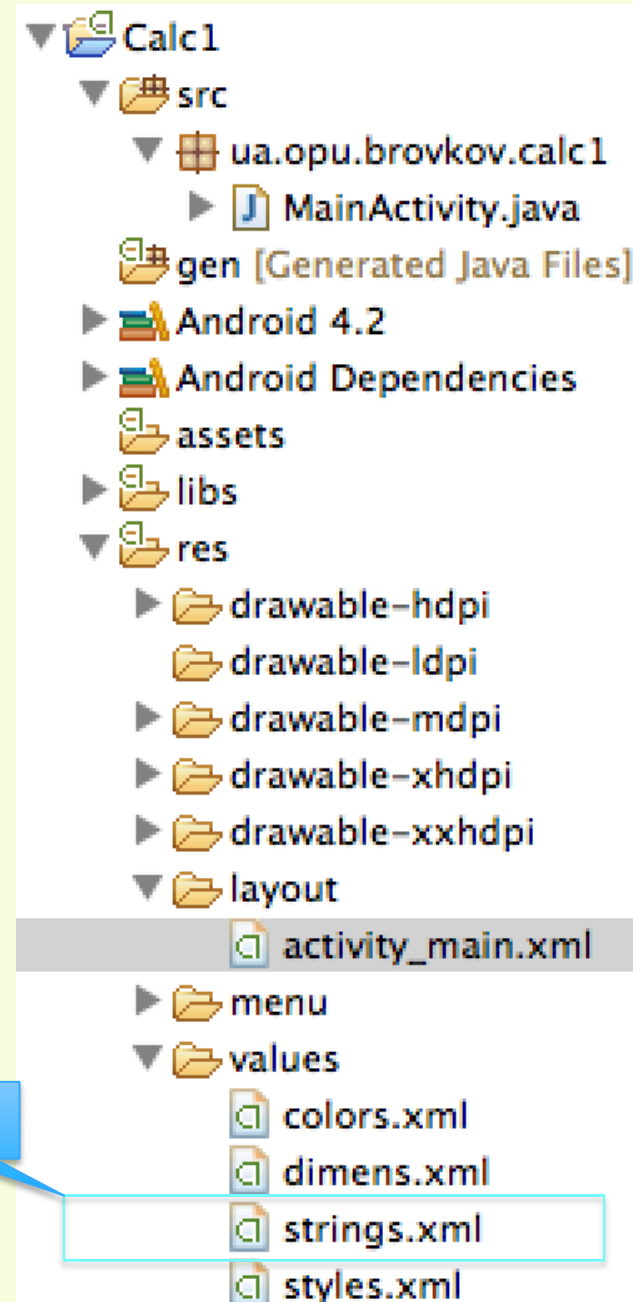 Calc1
src
ua.opu.brovkov.calc1
MainActivity.java
gen [Generated Java Files]
Android 4.2
Android Dependencies
assets
libs
res
drawable-hdpi
drawable-ldpi
drawable-mdpi
drawable-xhdpi
drawable-xxhdpi
layout
activity_main.xml
menu
values
colors.xml
dimens.xml
strings.xml
styles.xml